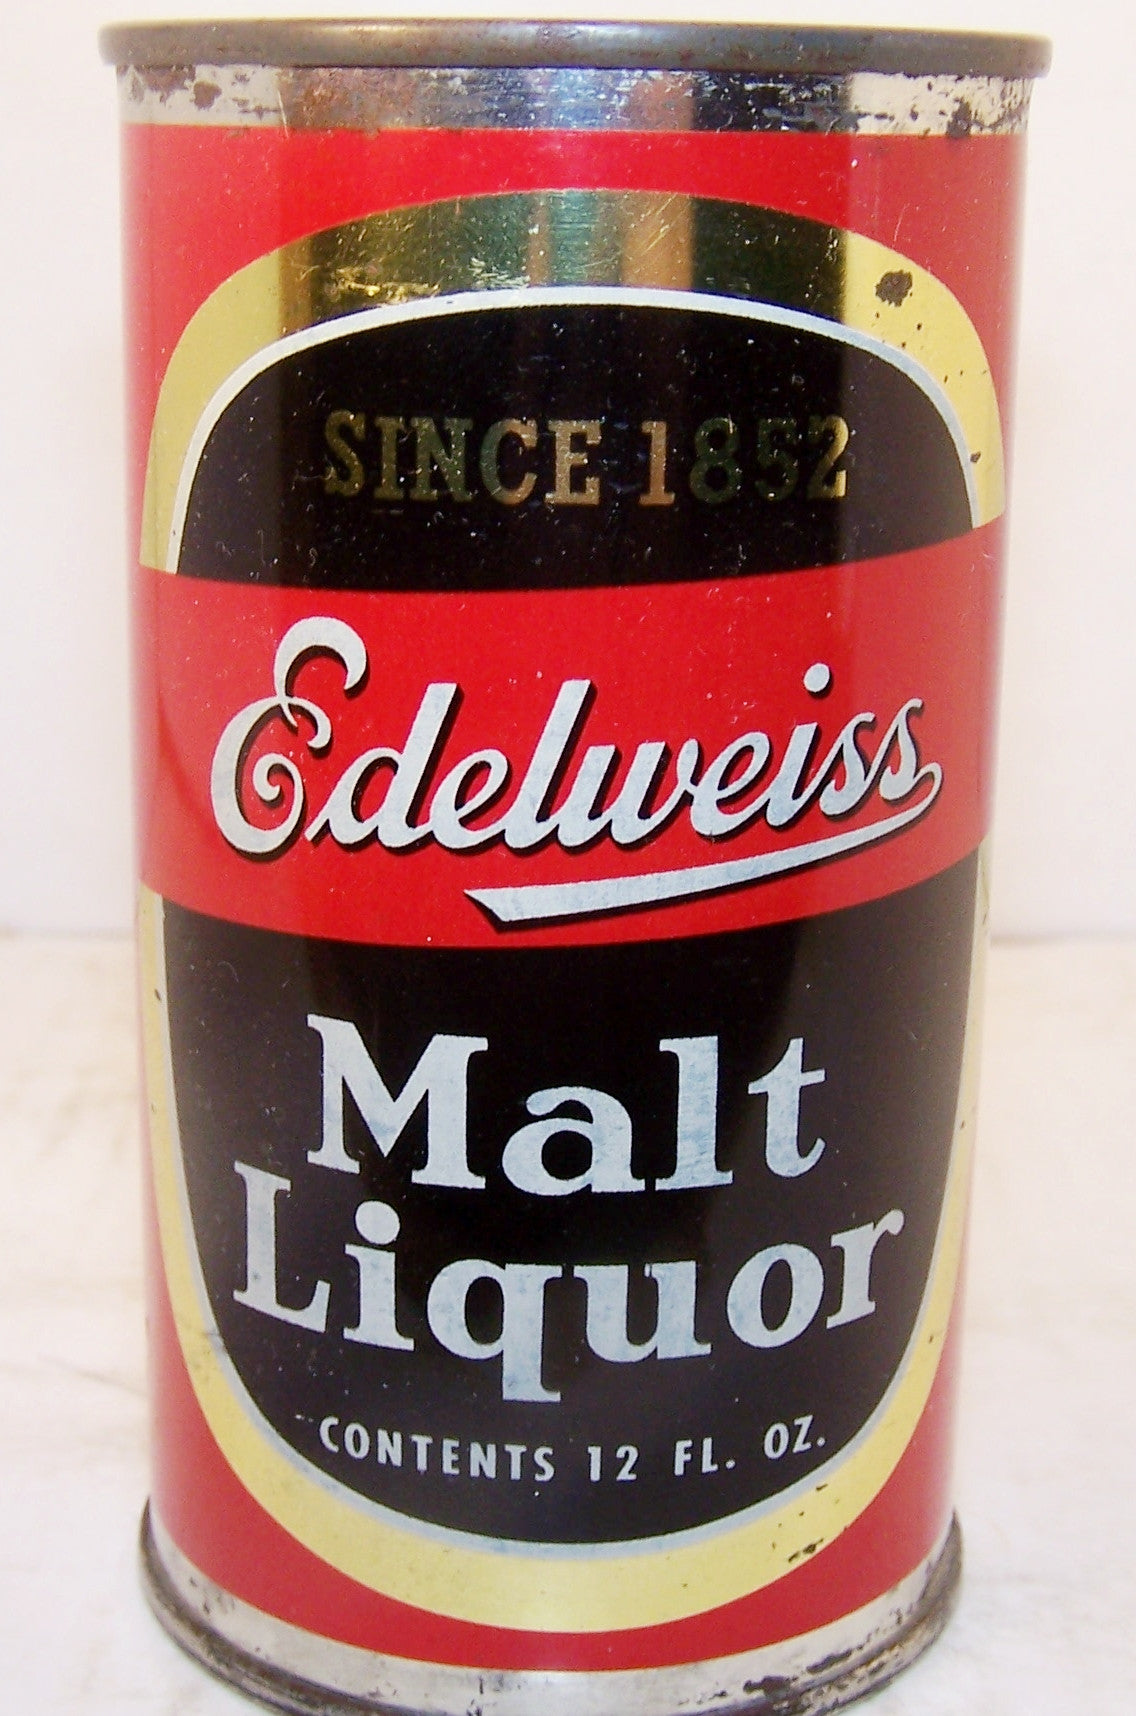 SINCE 1852
Edelweiss
Malt
Liquor
CONTENTS 12 FL. OZ.